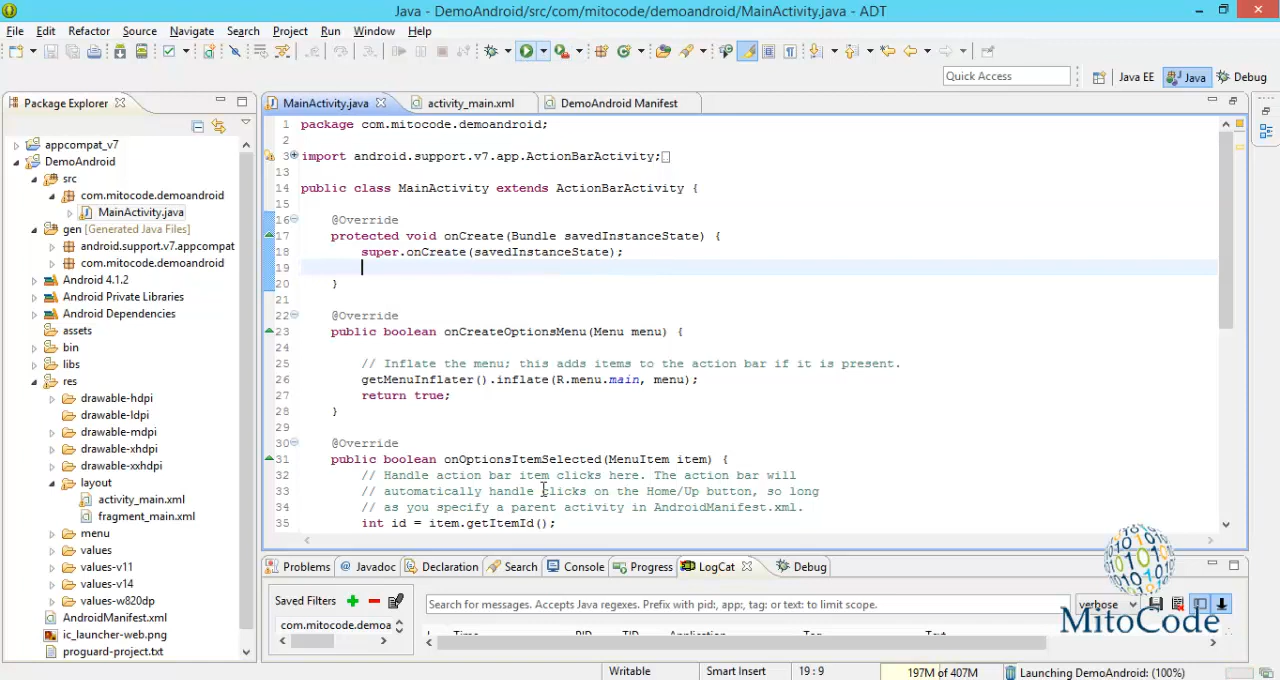 Java - DemoAndroid/src/com/mitocode/demoandroid/MainActivity.java - ADT
File Edit Refactor Source Navigate Search Project Run Window Help
Quick Access
Java EE Java Debug
Package Explorer
MainActivity.java activity_main.xml DemoAndroid Manifest
appcompat_v7
DemoAndroid
src
com.mitocode.demoandroid
MainActivity.java
gen [Generated Java Files]
android.support.v7.appcompat
com.mitocode.demoandroid
Android 4.1.2
Android Private Libraries
Android Dependencies
assets
bin
libs
res
drawable-hdpi
drawable-ldpi
drawable-mdpi
drawable-xhdpi
drawable-xxhdpi
layout
activity_main.xml
fragment_main.xml
menu
values
values-v11
values-v14
values-w820dp
AndroidManifest.xml
ic_launcher-web.png
proguard-project.txt
1 package com.mitocode.demoandroid;
2
3 import android.support.v7.app.ActionBarActivity;
13
14 public class MainActivity extends ActionBarActivity {
15
16 @Override
17 protected void onCreate(Bundle savedInstanceState) {
18 super.onCreate(savedInstanceState);
19
20 }
21
22 @Override
23 public boolean onCreateOptionsMenu(Menu menu) {
24
25 // Inflate the menu; this adds items to the action bar if it is present.
26 getMenuInflater().inflate(R.menu.main, menu);
27 return true;
28 }
29
30 @Override
31 public boolean onOptionsItemSelected(MenuItem item) {
32 // Handle action bar item clicks here. The action bar will
33 // automatically handle clicks on the Home/Up button, so long
34 // as you specify a parent activity in AndroidManifest.xml.
35 int id = item.getItemId();
Problems Javadoc Declaration Search Console Progress LogCat Debug
Saved Filters
com.mitocode.demoa
Search for messages. Accepts Java regexes. Prefix with pid:, app:, tag: or text: to limit scope.
verbose
Time PID TID Application Tag Text
MitoCode
Writable Smart Insert 19 : 9 197M of 407M Launching DemoAndroid: (100%)